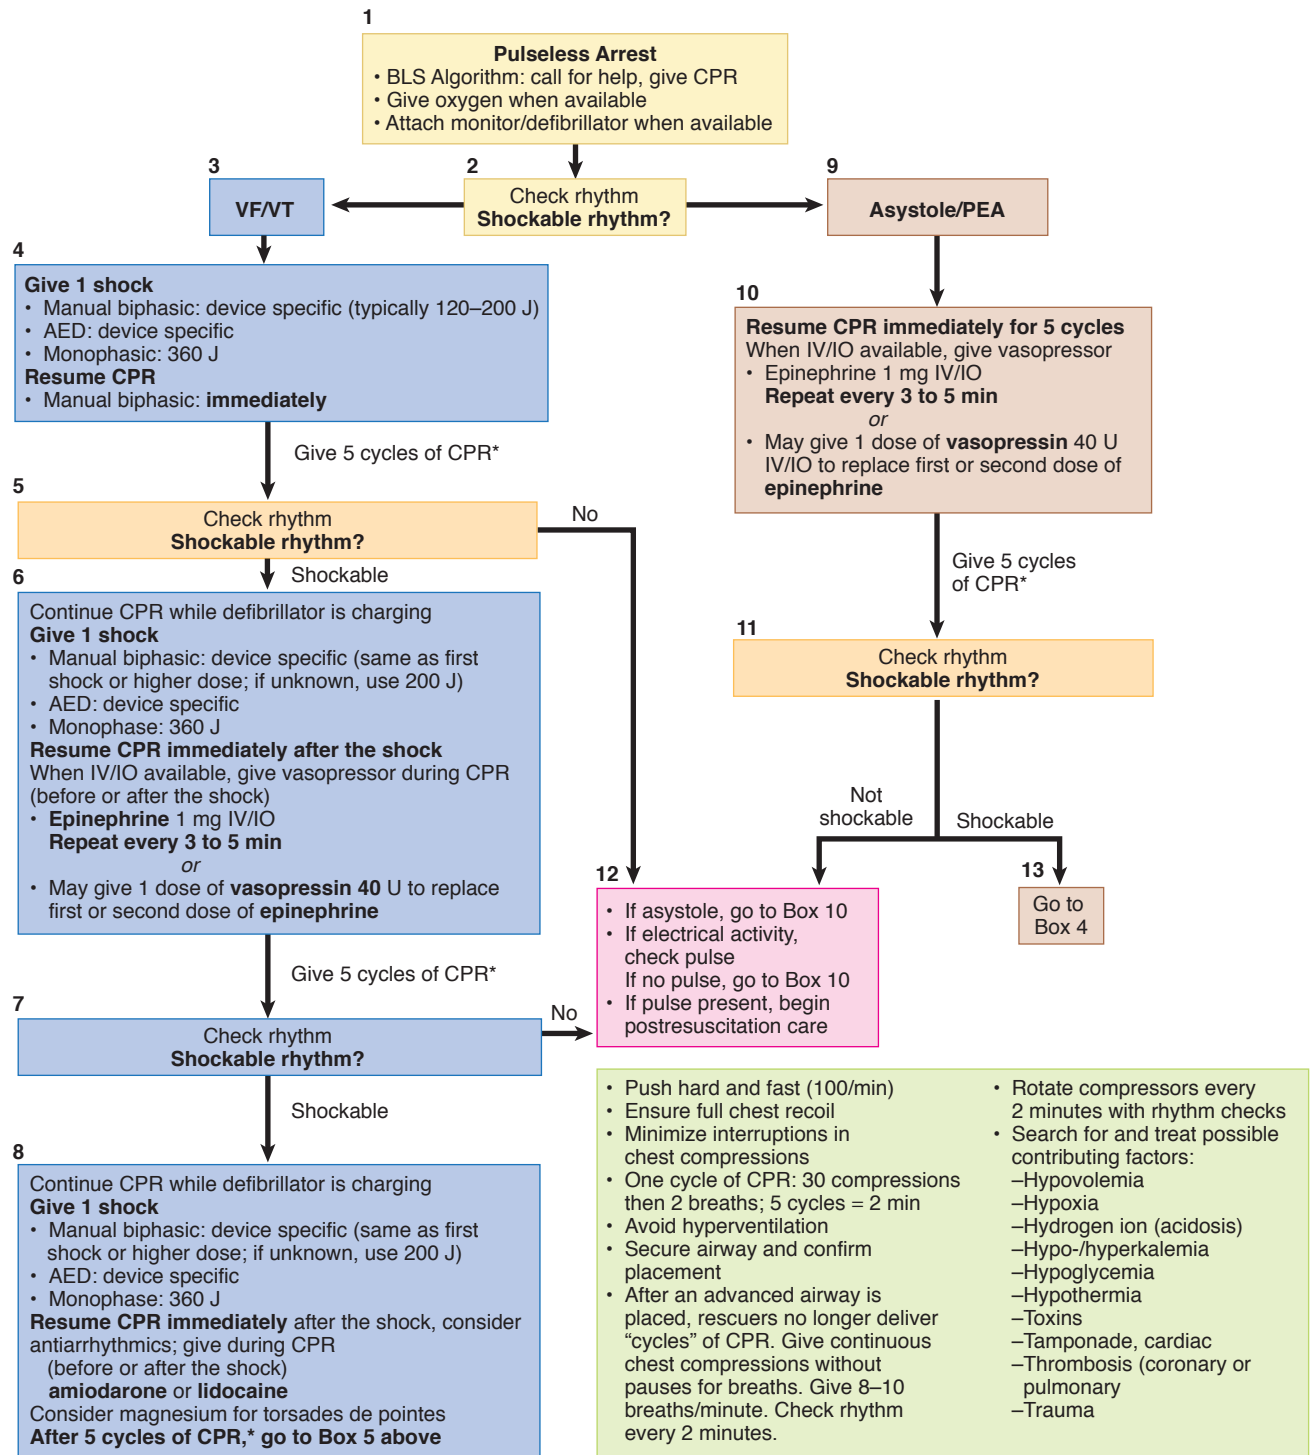 1
Pulseless Arrest
• BLS Algorithm: call for help, give CPR
• Give oxygen when available
• Attach monitor/defibrillator when available
2
Check rhythm
Shockable rhythm?
3
VF/VT
4
Give 1 shock
• Manual biphasic: device specific (typically 120–200 J)
• AED: device specific
• Monophasic: 360 J
Resume CPR
• Manual biphasic: immediately
Give 5 cycles of CPR*
5
Check rhythm
Shockable rhythm?
No
Shockable
6
Continue CPR while defibrillator is charging
Give 1 shock
• Manual biphasic: device specific (same as first
shock or higher dose; if unknown, use 200 J)
• AED: device specific
• Monophase: 360 J
Resume CPR immediately after the shock
When IV/IO available, give vasopressor during CPR
(before or after the shock)
• Epinephrine 1 mg IV/IO
Repeat every 3 to 5 min
or
• May give 1 dose of vasopressin 40 U to replace
first or second dose of epinephrine
Give 5 cycles of CPR*
7
Check rhythm
Shockable rhythm?
No
Shockable
8
Continue CPR while defibrillator is charging
Give 1 shock
• Manual biphasic: device specific (same as first
shock or higher dose; if unknown, use 200 J)
• AED: device specific
• Monophase: 360 J
Resume CPR immediately after the shock, consider
antiarrhythmics; give during CPR
(before or after the shock)
amiodarone or lidocaine
Consider magnesium for torsades de pointes
After 5 cycles of CPR,* go to Box 5 above
9
Asystole/PEA
10
Resume CPR immediately for 5 cycles
When IV/IO available, give vasopressor
• Epinephrine 1 mg IV/IO
Repeat every 3 to 5 min
or
• May give 1 dose of vasopressin 40 U
IV/IO to replace first or second dose of
epinephrine
Give 5 cycles
of CPR*
11
Check rhythm
Shockable rhythm?
Not
shockable
Shockable
12
• If asystole, go to Box 10
• If electrical activity,
check pulse
If no pulse, go to Box 10
• If pulse present, begin
postresuscitation care
13
Go to
Box 4
• Push hard and fast (100/min)
• Ensure full chest recoil
• Minimize interruptions in
chest compressions
• One cycle of CPR: 30 compressions
then 2 breaths; 5 cycles = 2 min
• Avoid hyperventilation
• Secure airway and confirm
placement
• After an advanced airway is
placed, rescuers no longer deliver
“cycles” of CPR. Give continuous
chest compressions without
pauses for breaths. Give 8–10
breaths/minute. Check rhythm
every 2 minutes.
• Rotate compressors every
2 minutes with rhythm checks
• Search for and treat possible
contributing factors:
–Hypovolemia
–Hypoxia
–Hydrogen ion (acidosis)
–Hypo-/hyperkalemia
–Hypoglycemia
–Hypothermia
–Toxins
–Tamponade, cardiac
–Thrombosis (coronary or
pulmonary
–Trauma